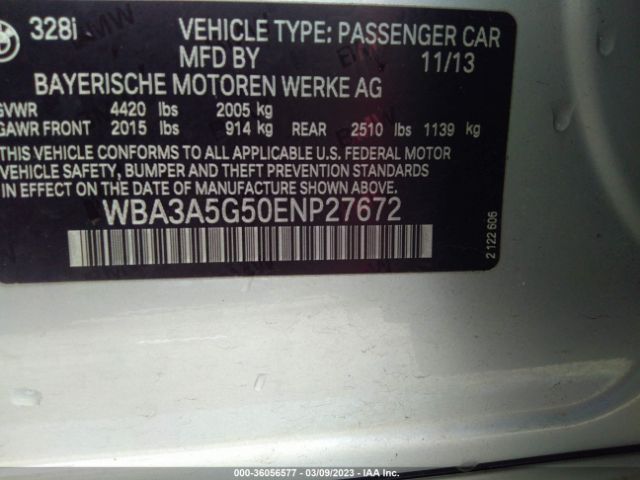 328i VEHICLE TYPE: PASSENGER CAR
MFD BY 11/13
BAYERISCHE MOTOREN WERKE AG
GVWR 4420 lbs 2005 kg
GAWR FRONT 2015 lbs 914 kg REAR 2510 lbs 1139 kg
THIS VEHICLE CONFORMS TO ALL APPLICABLE U.S. FEDERAL MOTOR
VEHICLE SAFETY, BUMPER AND THEFT PREVENTION STANDARDS
IN EFFECT ON THE DATE OF MANUFACTURE SHOWN ABOVE.
WBA3A5G50ENP27672
2 122 606
000-36056577 — 03/09/2023 — IAA Inc.